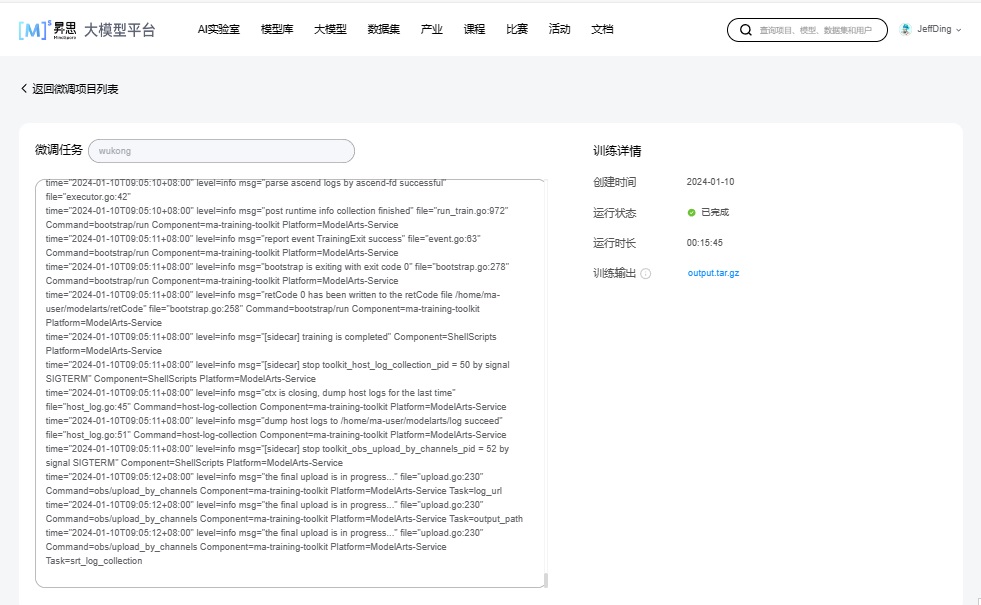 [M]ˢ 昇思 MindSpore 大模型平台 AI实验室 模型库 大模型 数据集 产业 课程 比赛 活动 文档 查询项目、模型、数据集和用户 JeffDing
返回微调项目列表
微调任务 wukong
time="2024-01-10T09:05:10+08:00" level=info msg="parse ascend logs by ascend-fd successful"
file="executor.go:42"
time="2024-01-10T09:05:10+08:00" level=info msg="post runtime info collection finished" file="run_train.go:972"
Command=bootstrap/run Component=ma-training-toolkit Platform=ModelArts-Service
time="2024-01-10T09:05:11+08:00" level=info msg="report event TrainingExit success" file="event.go:63"
Command=bootstrap/run Component=ma-training-toolkit Platform=ModelArts-Service
time="2024-01-10T09:05:11+08:00" level=info msg="bootstrap is exiting with exit code 0" file="bootstrap.go:278"
Command=bootstrap/run Component=ma-training-toolkit Platform=ModelArts-Service
time="2024-01-10T09:05:11+08:00" level=info msg="retCode 0 has been written to the retCode file /home/ma-
user/modelarts/retCode" file="bootstrap.go:258" Command=bootstrap/run Component=ma-training-toolkit
Platform=ModelArts-Service
time="2024-01-10T09:05:11+08:00" level=info msg="[sidecar] training is completed" Component=ShellScripts
Platform=ModelArts-Service
time="2024-01-10T09:05:11+08:00" level=info msg="[sidecar] stop toolkit_host_log_collection_pid = 50 by signal
SIGTERM" Component=ShellScripts Platform=ModelArts-Service
time="2024-01-10T09:05:11+08:00" level=info msg="ctx is closing, dump host logs for the last time"
file="host_log.go:45" Command=host-log-collection Component=ma-training-toolkit Platform=ModelArts-Service
time="2024-01-10T09:05:11+08:00" level=info msg="dump host logs to /home/ma-user/modelarts/log succeed"
file="host_log.go:51" Command=host-log-collection Component=ma-training-toolkit Platform=ModelArts-Service
time="2024-01-10T09:05:11+08:00" level=info msg="[sidecar] stop toolkit_obs_upload_by_channels_pid = 52 by
signal SIGTERM" Component=ShellScripts Platform=ModelArts-Service
time="2024-01-10T09:05:12+08:00" level=info msg="the final upload is in progress..." file="upload.go:230"
Command=obs/upload_by_channels Component=ma-training-toolkit Platform=ModelArts-Service Task=log_url
time="2024-01-10T09:05:12+08:00" level=info msg="the final upload is in progress..." file="upload.go:230"
Command=obs/upload_by_channels Component=ma-training-toolkit Platform=ModelArts-Service Task=output_path
time="2024-01-10T09:05:12+08:00" level=info msg="the final upload is in progress..." file="upload.go:230"
Command=obs/upload_by_channels Component=ma-training-toolkit Platform=ModelArts-Service
Task=srt_log_collection
训练详情
创建时间 2024-01-10
运行状态 已完成
运行时长 00:15:45
训练输出 output.tar.gz